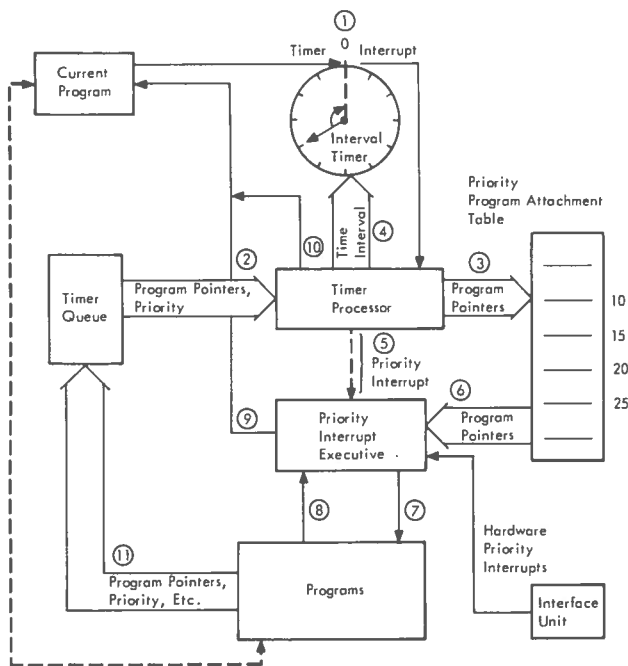 ①
Timer 0 Interrupt
Current
Program
Interval
Timer
Priority
Program Attachment
Table
Time
Interval
④
⑩
②
Program Pointers,
Priority
Timer
Queue
Timer
Processor
③
Program
Pointers
10
15
20
25
⑤
Priority
Interrupt
⑥
Program
Pointers
⑨
Priority
Interrupt
Executive
⑧
⑦
Hardware
Priority
Interrupts
⑪
Program Pointers,
Priority, Etc.
Programs
Interface
Unit